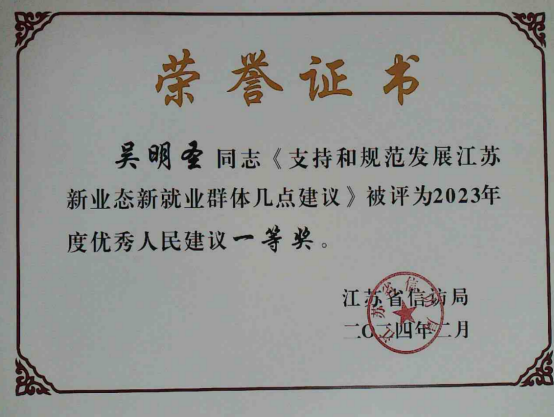 荣誉证书
吴明圣同志《支持和规范发展江苏
新业态新就业群体几点建议》被评为2023年
度优秀人民建议一等奖。
江苏省信访局
二〇二四年二月